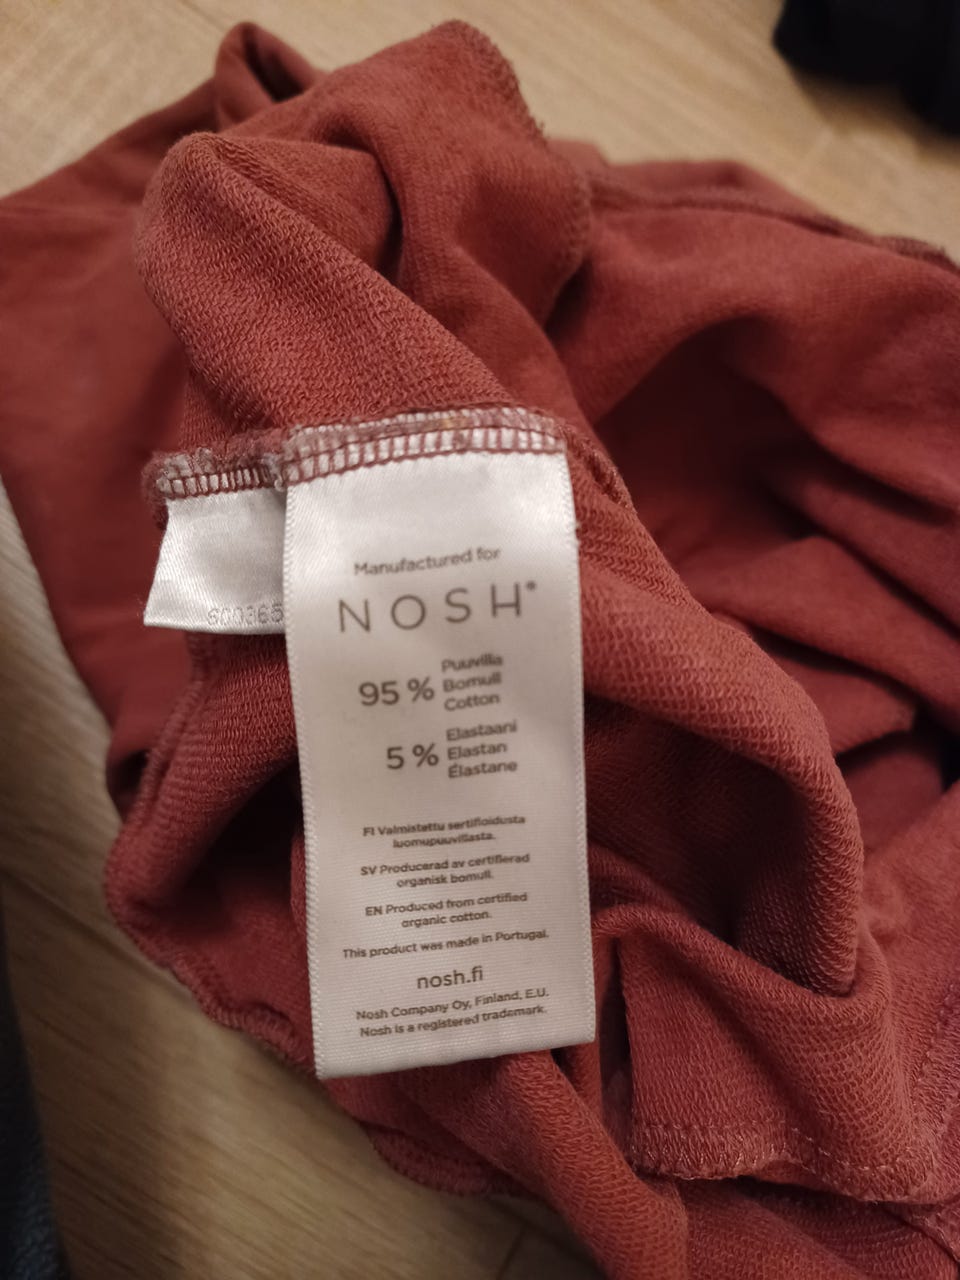 Manufactured for
NOSH®
95 %
Puuvilla
Bomull
Cotton
5 %
Elastaani
Elastan
Élastane
FI Valmistettu sertifioidusta
luomupuuvillasta.
SV Producerad av certifierad
organisk bomull.
EN Produced from certified
organic cotton.
This product was made in Portugal.
nosh.fi
Nosh Company Oy, Finland, E.U.
Nosh is a registered trademark.